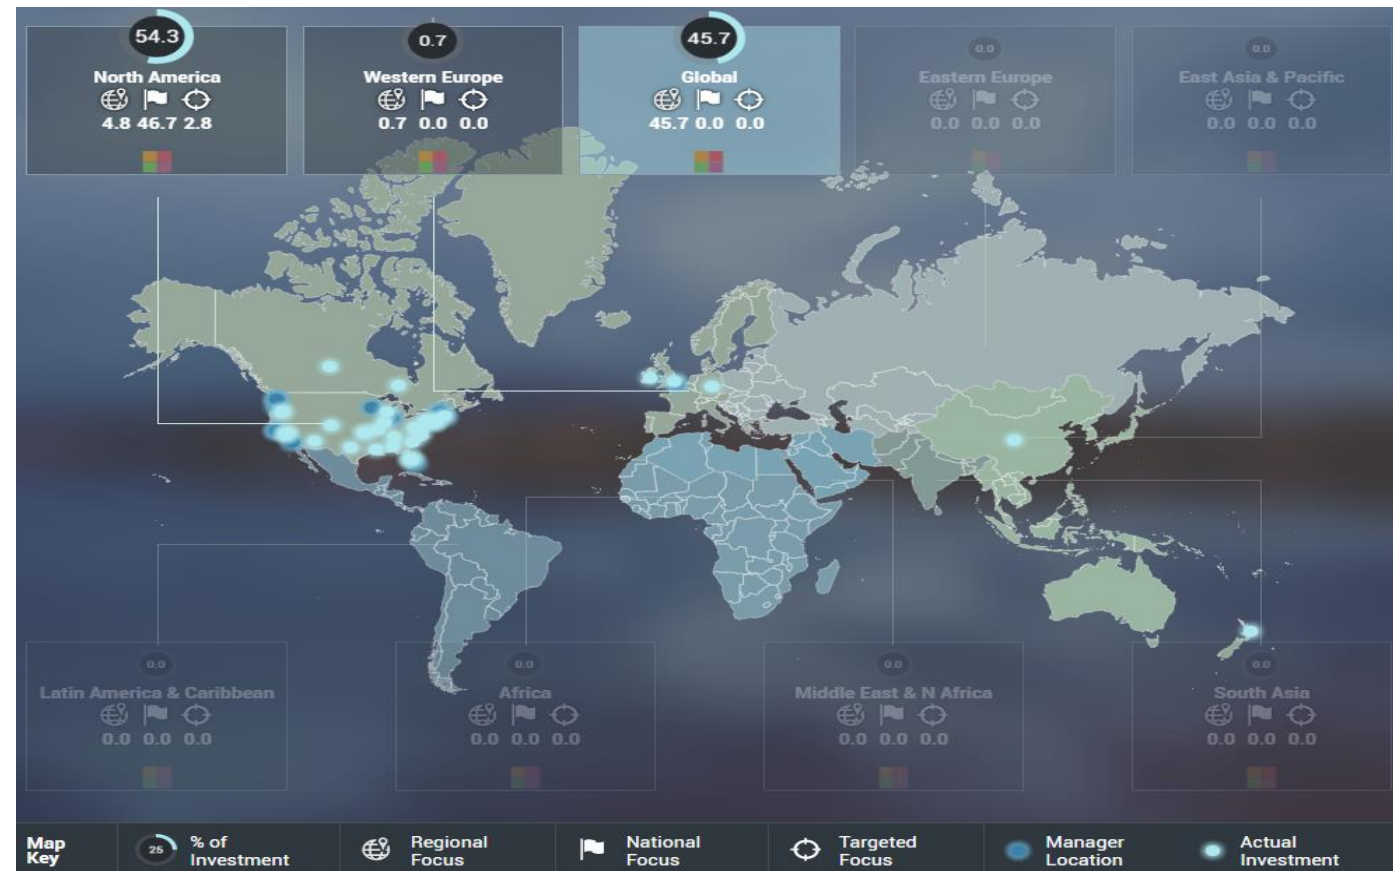 54.3
North America
4.8 46.7 2.8
0.7
Western Europe
0.7 0.0 0.0
45.7
Global
45.7 0.0 0.0
0.0
Eastern Europe
0.0 0.0 0.0
0.0
East Asia & Pacific
0.0 0.0 0.0
0.0
Latin America & Caribbean
0.0 0.0 0.0
0.0
Africa
0.0 0.0 0.0
0.0
Middle East & N Africa
0.0 0.0 0.0
0.0
South Asia
0.0 0.0 0.0
Map
Key
25
% of
Investment
Regional
Focus
National
Focus
Targeted
Focus
Manager
Location
Actual
Investment